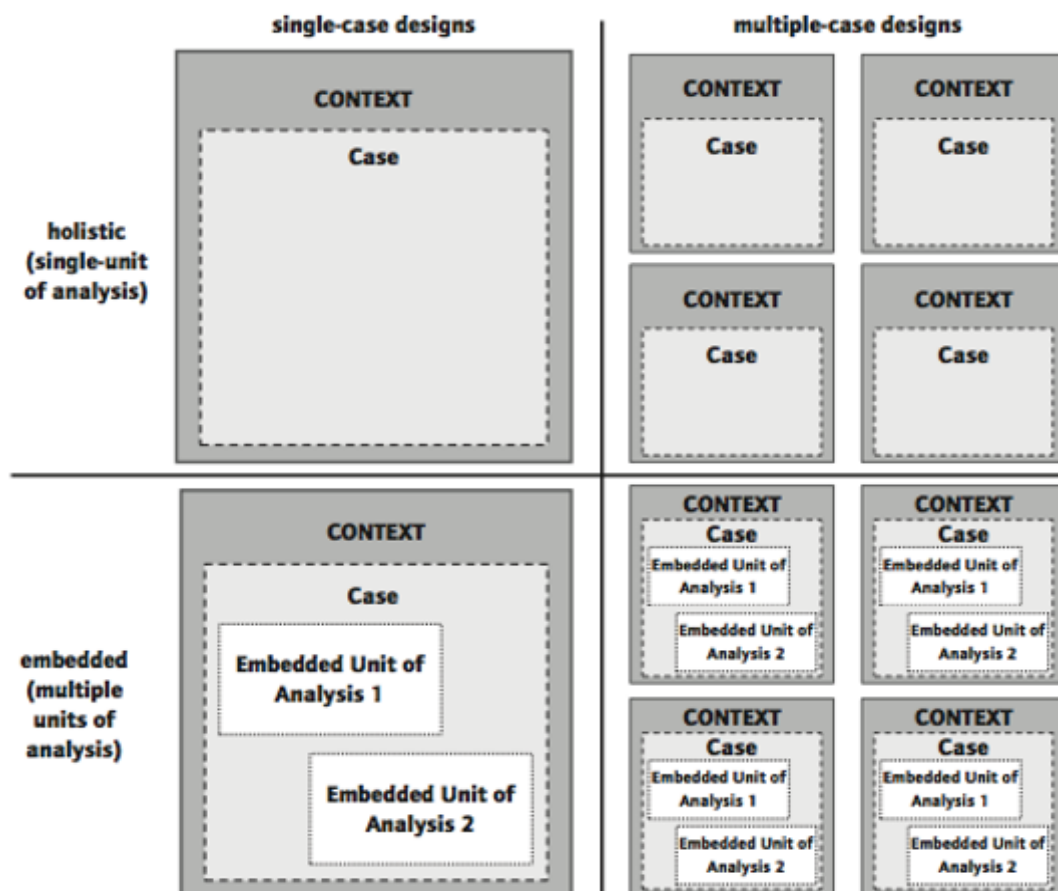 single-case designs
multiple-case designs
holistic
(single-unit
of analysis)
CONTEXT
Case
CONTEXT
Case
CONTEXT
Case
CONTEXT
Case
CONTEXT
Case
embedded
(multiple
units of
analysis)
CONTEXT
Case
Embedded Unit of
Analysis 1
Embedded Unit of
Analysis 2
CONTEXT
Case
Embedded Unit of
Analysis 1
Embedded Unit of
Analysis 2
CONTEXT
Case
Embedded Unit of
Analysis 1
Embedded Unit of
Analysis 2
CONTEXT
Case
Embedded Unit of
Analysis 1
Embedded Unit of
Analysis 2
CONTEXT
Case
Embedded Unit of
Analysis 1
Embedded Unit of
Analysis 2